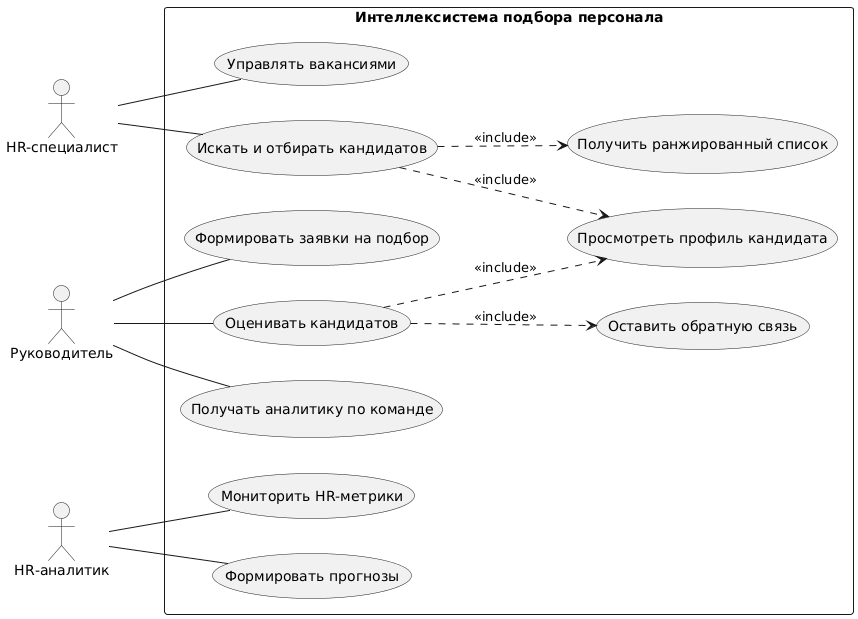 Интеллексистема подбора персонала
HR-специалист
Управлять вакансиями
Искать и отбирать кандидатов
«include»
Получить ранжированный список
«include»
Просмотреть профиль кандидата
Руководитель
Формировать заявки на подбор
Оценивать кандидатов
«include»
«include»
Оставить обратную связь
Получать аналитику по команде
HR-аналитик
Мониторить HR-метрики
Формировать прогнозы